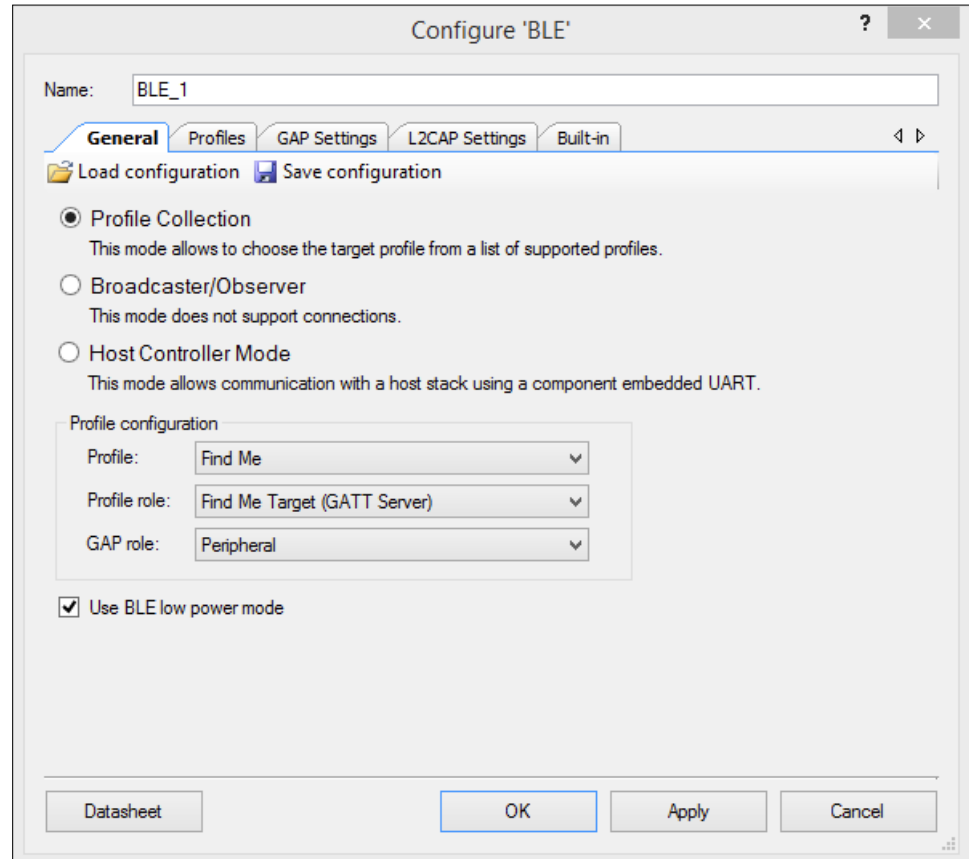 Configure 'BLE'
?
×
Name: BLE_1
General Profiles GAP Settings L2CAP Settings Built-in
Load configuration Save configuration
Profile Collection
This mode allows to choose the target profile from a list of supported profiles.
Broadcaster/Observer
This mode does not support connections.
Host Controller Mode
This mode allows communication with a host stack using a component embedded UART.
Profile configuration
Profile: Find Me
Profile role: Find Me Target (GATT Server)
GAP role: Peripheral
Use BLE low power mode
Datasheet OK Apply Cancel